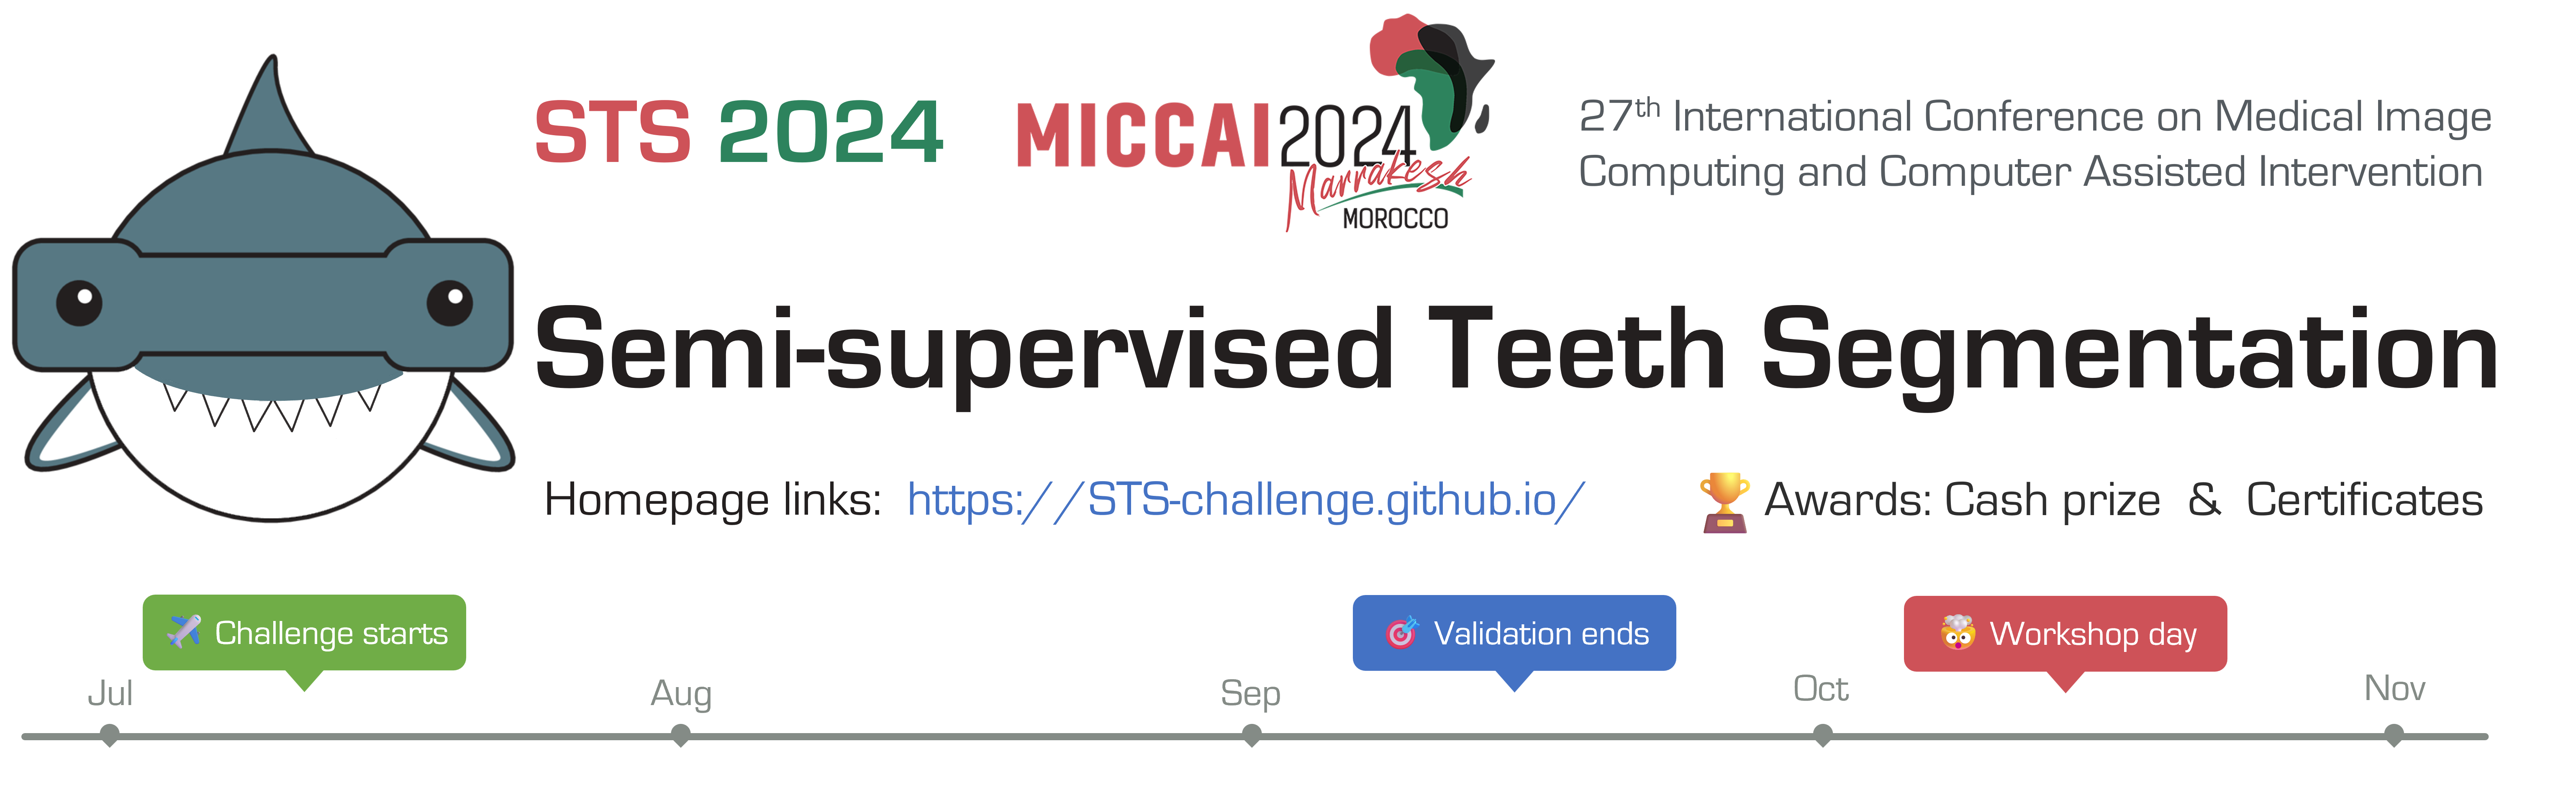 STS 2024
MICCAI 2024
Marrakesh
MOROCCO
27th International Conference on Medical Image
Computing and Computer Assisted Intervention
Semi-supervised Teeth Segmentation
Homepage links: https://STS-challenge.github.io/
Awards: Cash prize & Certificates
Challenge starts
Validation ends
Workshop day
Jul
Aug
Sep
Oct
Nov